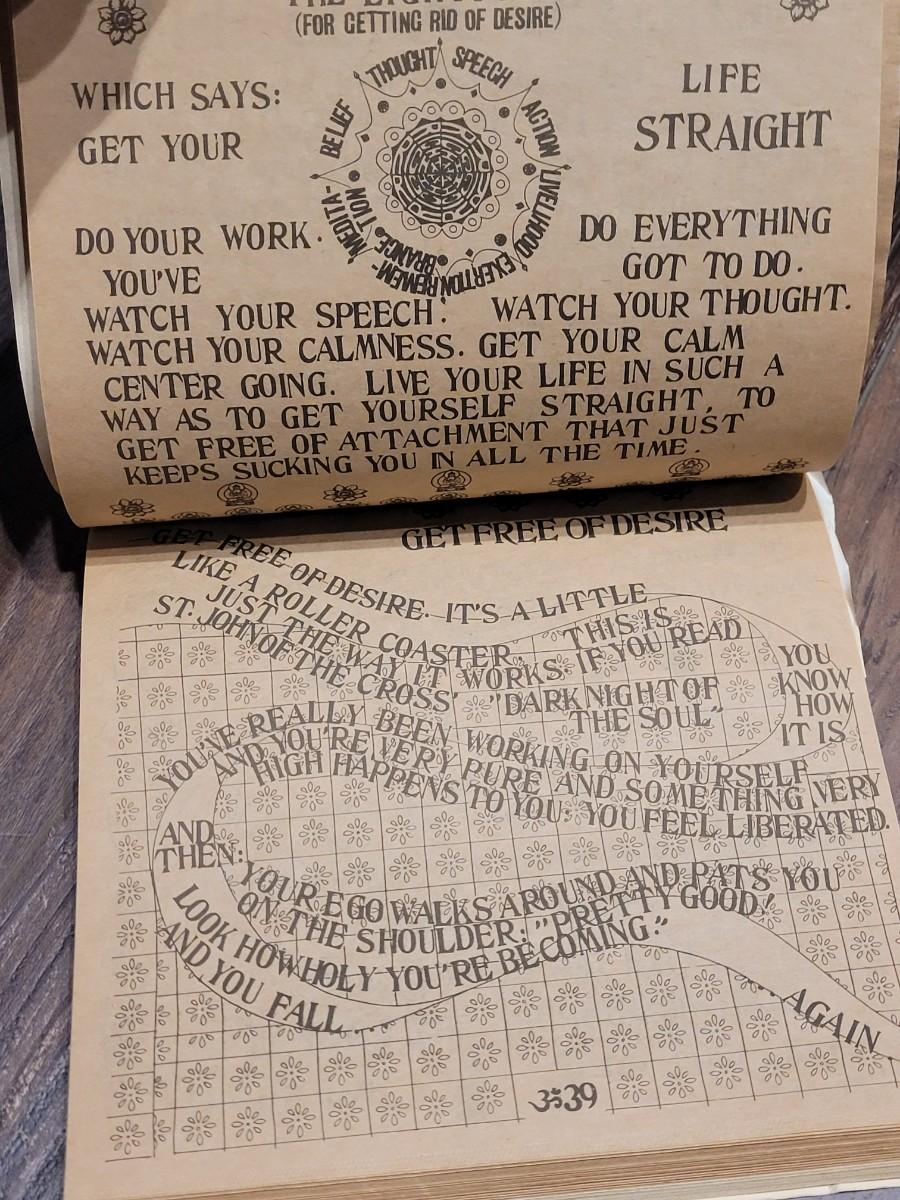 (FOR GETTING RID OF DESIRE)
WHICH SAYS:
GET YOUR
BELIEF
THOUGHT
SPEECH
ACTION
LIVELIHOOD
EXERTION
REMEM-
BRANCE
MEDITA-
TION
LIFE
STRAIGHT
DO YOUR WORK. DO EVERYTHING
YOU'VE GOT TO DO.
WATCH YOUR SPEECH. WATCH YOUR THOUGHT.
WATCH YOUR CALMNESS. GET YOUR CALM
CENTER GOING. LIVE YOUR LIFE IN SUCH A
WAY AS TO GET YOURSELF STRAIGHT, TO
GET FREE OF ATTACHMENT THAT JUST
KEEPS SUCKING YOU IN ALL THE TIME.
GET FREE OF DESIRE
GET FREE OF DESIRE. IT'S A LITTLE
LIKE A ROLLER COASTER. THIS IS
JUST THE WAY IT WORKS. IF YOU READ
ST. JOHN OF THE CROSS' "DARK NIGHT OF
THE SOUL"
YOU
KNOW
HOW
IT IS
YOU'VE REALLY BEEN WORKING ON YOURSELF
AND YOU'RE VERY PURE AND SOMETHING VERY
HIGH HAPPENS TO YOU; YOU FEEL LIBERATED.
AND
THEN:
YOUR EGO WALKS AROUND AND PATS YOU
ON THE SHOULDER: "PRETTY GOOD!
LOOK HOW HOLY YOU'RE BECOMING."
AND YOU FALL ....
... AGAIN
ॐ39